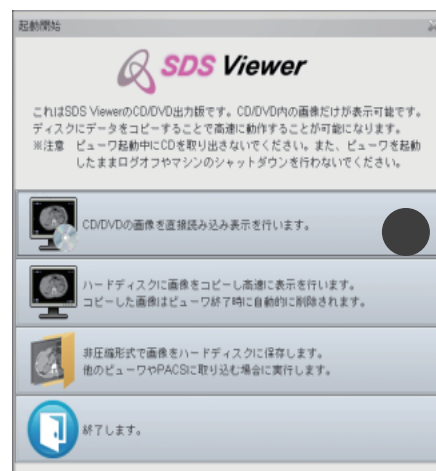 起動開始
SDS Viewer
これはSDS ViewerのCD/DVD出力版です。CD/DVD内の画像だけが表示可能です。
ディスクにデータをコピーすることで高速に動作することが可能になります。
※注意 ビューワ起動中にCDを取り出さないでください。また、ビューワを起動
したままログオフやマシンのシャットダウンを行わないでください。
CD/DVDの画像を直接読み込み表示を行います。
ハードディスクに画像をコピーし高速に表示を行います。
コピーした画像はビューワ終了時に自動的に削除されます。
非圧縮形式で画像をハードディスクに保存します。
他のビューワやPACSに取り込む場合に実行します。
終了します。